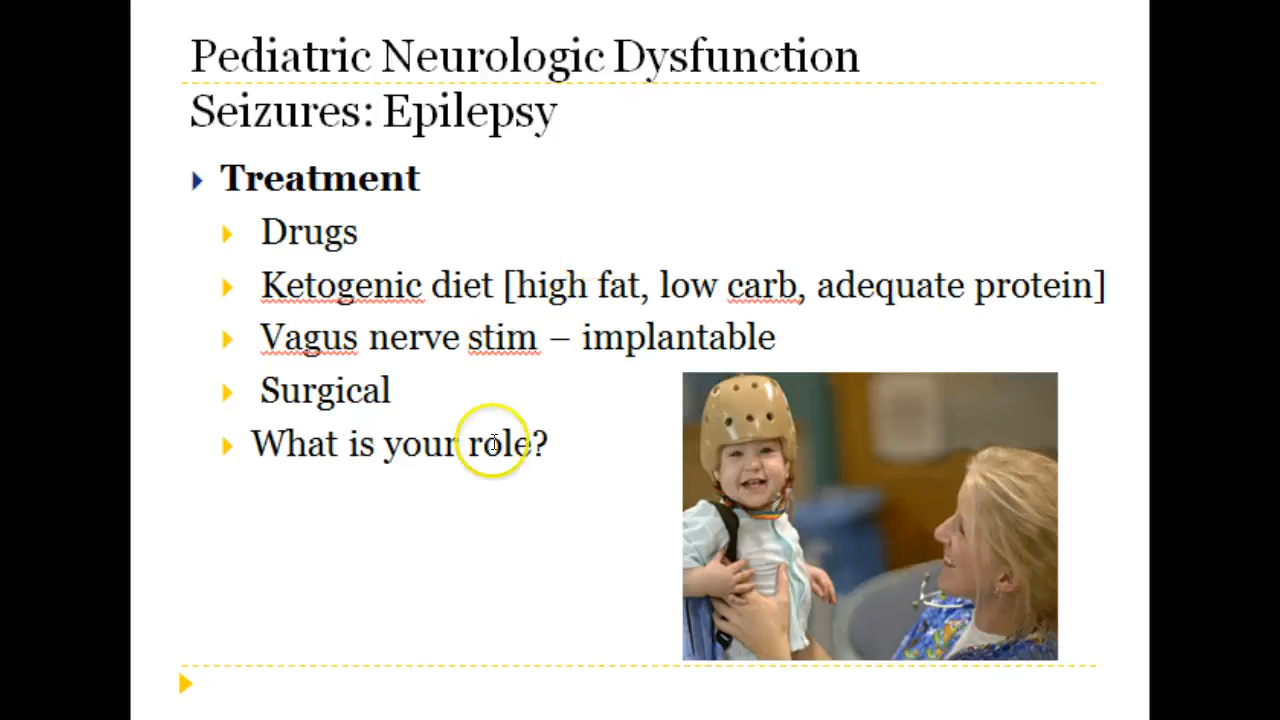 Pediatric Neurologic Dysfunction
Seizures: Epilepsy
Treatment
Drugs
Ketogenic diet [high fat, low carb, adequate protein]
Vagus nerve stim – implantable
Surgical
What is your role?